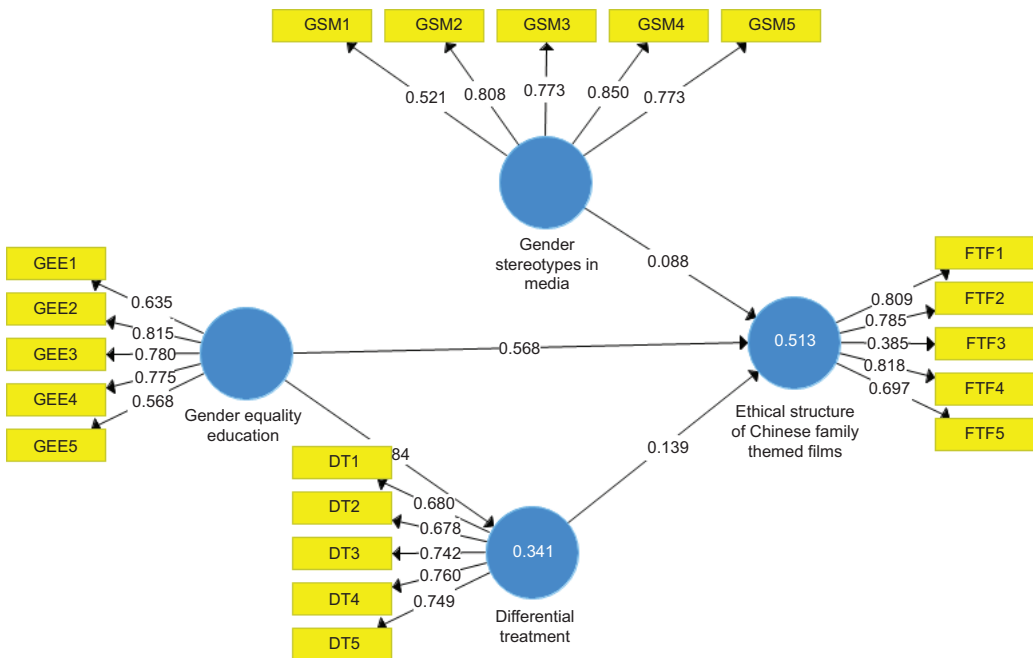 GSM1 GSM2 GSM3 GSM4 GSM5
0.521 0.808 0.773 0.850 0.773
Gender
stereotypes in
media
0.088
GEE1
GEE2
GEE3
GEE4
GEE5
0.635
0.815
0.780
0.775
0.568
Gender equality
education
0.568
84
0.513
Ethical structure
of Chinese family
themed films
0.809
0.785
0.385
0.818
0.697
FTF1
FTF2
FTF3
FTF4
FTF5
0.139
DT1
DT2
DT3
DT4
DT5
0.680
0.678
0.742
0.760
0.749
0.341
Differential
treatment